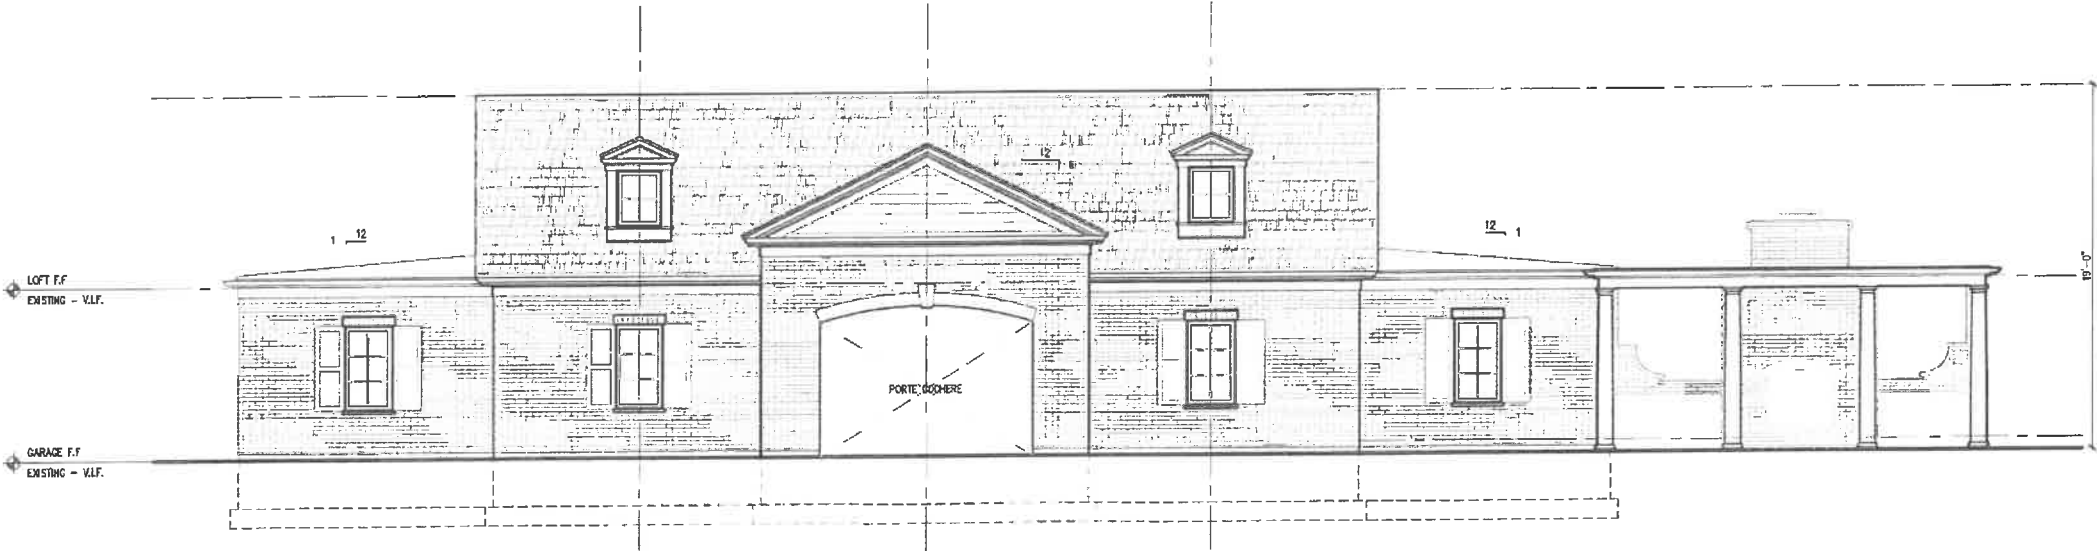 12
12
1
1 12
LOFT F.F
EXISTING - V.I.F.
19'-0"
PORTE COCHERE
GARAGE F.F
EXISTING - V.I.F.